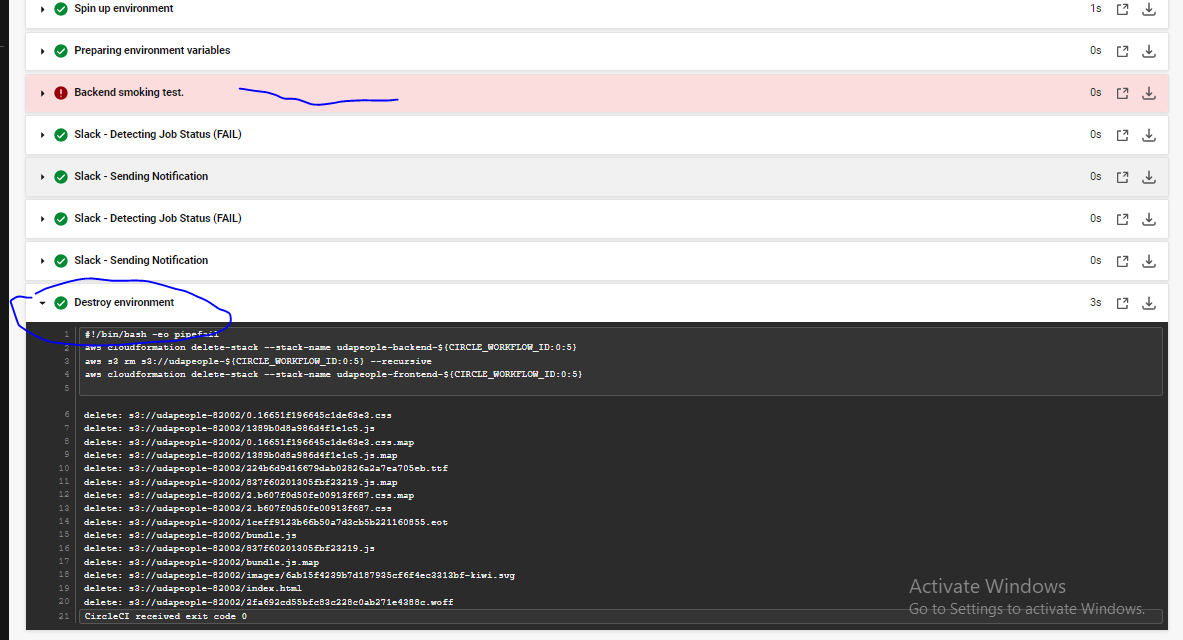 Spin up environment 1s
Preparing environment variables 0s
Backend smoking test. 0s
Slack - Detecting Job Status (FAIL) 0s
Slack - Sending Notification 0s
Slack - Detecting Job Status (FAIL) 0s
Slack - Sending Notification 0s
Destroy environment 3s
1 #!/bin/bash -eo pipefail
2 aws cloudformation delete-stack --stack-name udapeople-backend-${CIRCLE_WORKFLOW_ID:0:5}
3 aws s3 rm s3://udapeople-${CIRCLE_WORKFLOW_ID:0:5} --recursive
4 aws cloudformation delete-stack --stack-name udapeople-frontend-${CIRCLE_WORKFLOW_ID:0:5}
5
6 delete: s3://udapeople-82002/0.16651f196645c1de63e3.css
7 delete: s3://udapeople-82002/1389b0d8a986d4f1e1c5.js
8 delete: s3://udapeople-82002/0.16651f196645c1de63e3.css.map
9 delete: s3://udapeople-82002/1389b0d8a986d4f1e1c5.js.map
10 delete: s3://udapeople-82002/224b6d9d16679dab02826a2a7ea705eb.ttf
11 delete: s3://udapeople-82002/837f60201305fbf23219.js.map
12 delete: s3://udapeople-82002/2.b607f0d50fe00913f687.css.map
13 delete: s3://udapeople-82002/2.b607f0d50fe00913f687.css
14 delete: s3://udapeople-82002/1ceff9123b66b50a7d3cb5b221160855.eot
15 delete: s3://udapeople-82002/bundle.js
16 delete: s3://udapeople-82002/837f60201305fbf23219.js
17 delete: s3://udapeople-82002/bundle.js.map
18 delete: s3://udapeople-82002/images/6ab15f4239b7d187935cf6f4ec3313bf-kiwi.svg
19 delete: s3://udapeople-82002/index.html
20 delete: s3://udapeople-82002/2fa692cd55bfc83c228c0ab271e4388c.woff
21 CircleCI received exit code 0
Activate Windows
Go to Settings to activate Windows.